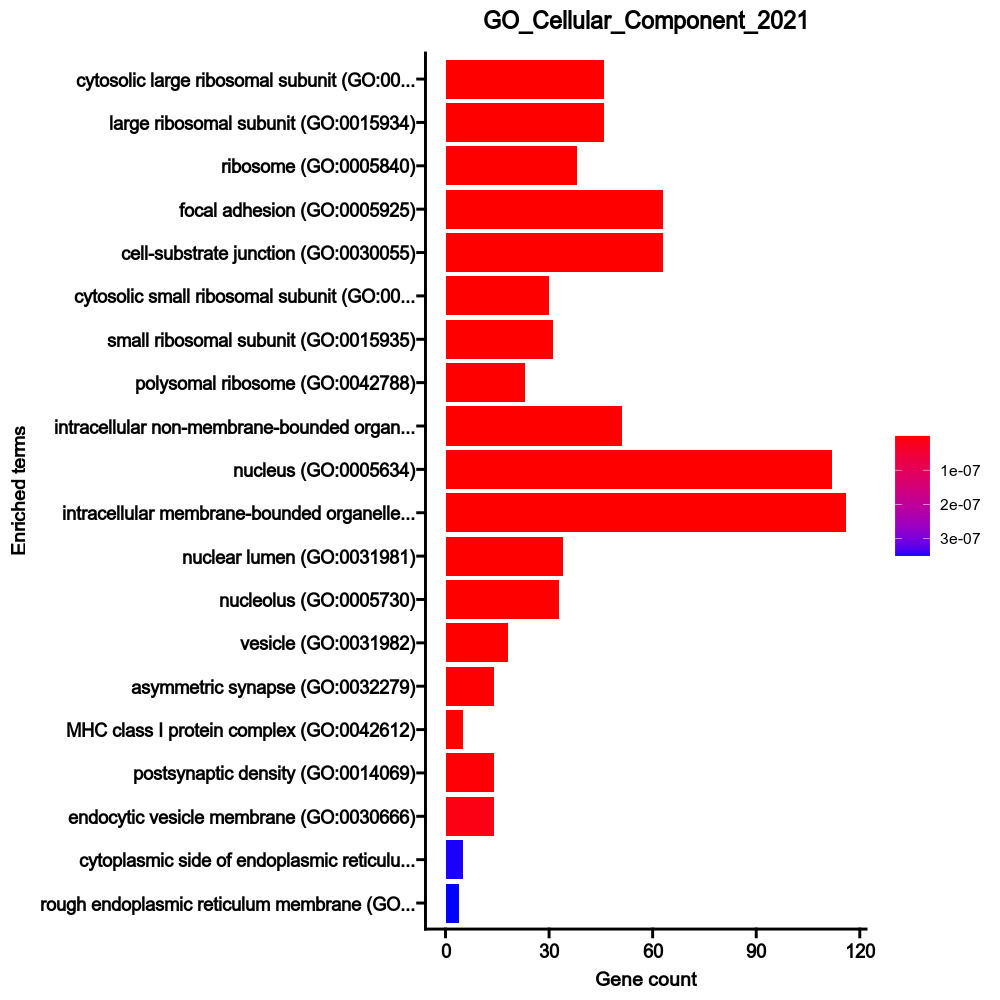 GO_Cellular_Component_2021
cytosolic large ribosomal subunit (GO:00...
large ribosomal subunit (GO:0015934)
ribosome (GO:0005840)
focal adhesion (GO:0005925)
cell-substrate junction (GO:0030055)
cytosolic small ribosomal subunit (GO:00...
small ribosomal subunit (GO:0015935)
polysomal ribosome (GO:0042788)
intracellular non-membrane-bounded organ...
nucleus (GO:0005634)
intracellular membrane-bounded organelle...
nuclear lumen (GO:0031981)
nucleolus (GO:0005730)
vesicle (GO:0031982)
asymmetric synapse (GO:0032279)
MHC class I protein complex (GO:0042612)
postsynaptic density (GO:0014069)
endocytic vesicle membrane (GO:0030666)
cytoplasmic side of endoplasmic reticulu...
rough endoplasmic reticulum membrane (GO...
Enriched terms
0 30 60 90 120
Gene count
1e-07
2e-07
3e-07